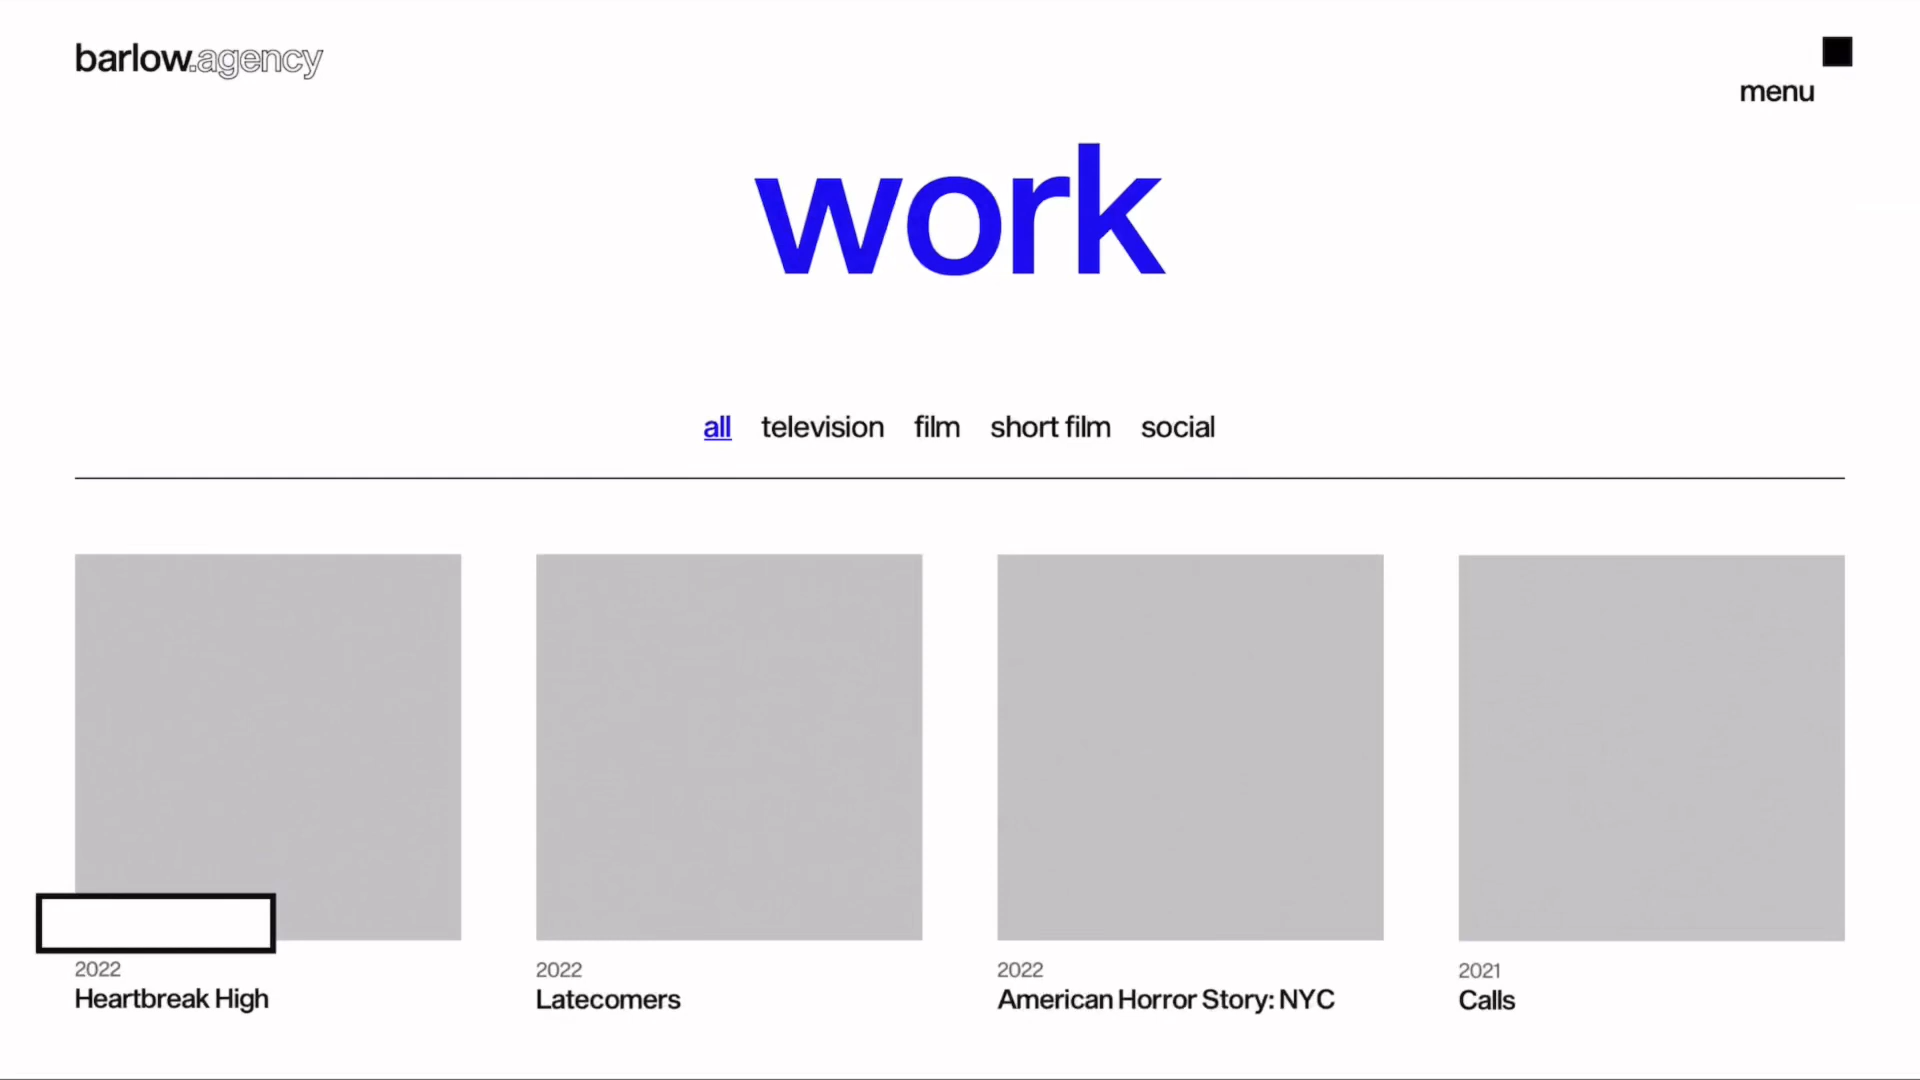 barlow.agency
menu
work
all television film short film social
2022
Heartbreak High
2022
Latecomers
2022
American Horror Story: NYC
2021
Calls